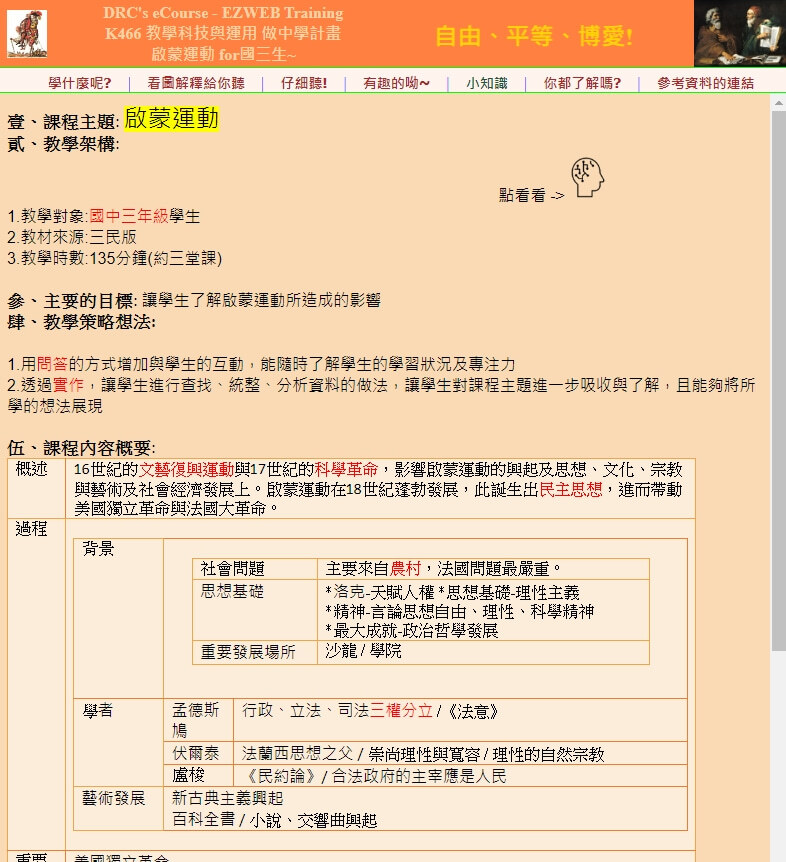 DRC's eCourse - EZWEB Training
K466 教學科技與運用 做中學計畫
啟蒙運動 for國三生~
自由、平等、博愛!
學什麼呢? | 看圖解釋給你聽 | 仔細聽! | 有趣的呦~ | 小知識 | 你都了解嗎? | 參考資料的連結
壹、課程主題: 啟蒙運動
貳、教學架構:
點看看 ->
1.教學對象:國中三年級學生
2.教材來源:三民版
3.教學時數:135分鐘(約三堂課)
參、主要的目標: 讓學生了解啟蒙運動所造成的影響
肆、教學策略想法:
1.用問答的方式增加與學生的互動，能隨時了解學生的學習狀況及專注力
2.透過實作，讓學生進行查找、統整、分析資料的做法，讓學生對課程主題進一步吸收與了解，且能夠將所
學的想法展現
伍、課程內容概要:
概述 16世紀的文藝復興運動與17世紀的科學革命，影響啟蒙運動的興起及思想、文化、宗教
與藝術及社會經濟發展上。啟蒙運動在18世紀蓬勃發展，此誕生出民主思想，進而帶動
美國獨立革命與法國大革命。
過程
背景
社會問題 主要來自農村，法國問題最嚴重。
思想基礎 *洛克-天賦人權 *思想基礎-理性主義
*精神-言論思想自由、理性、科學精神
*最大成就-政治哲學發展
重要發展場所 沙龍 / 學院
學者 孟德斯 行政、立法、司法三權分立 /《法意》
鳩
伏爾泰 法蘭西思想之父 / 崇尚理性與寬容 / 理性的自然宗教
盧梭 《民約論》/ 合法政府的主宰應是人民
藝術發展 新古典主義興起
百科全書 / 小說、交響曲興起
重要 美國獨立革命